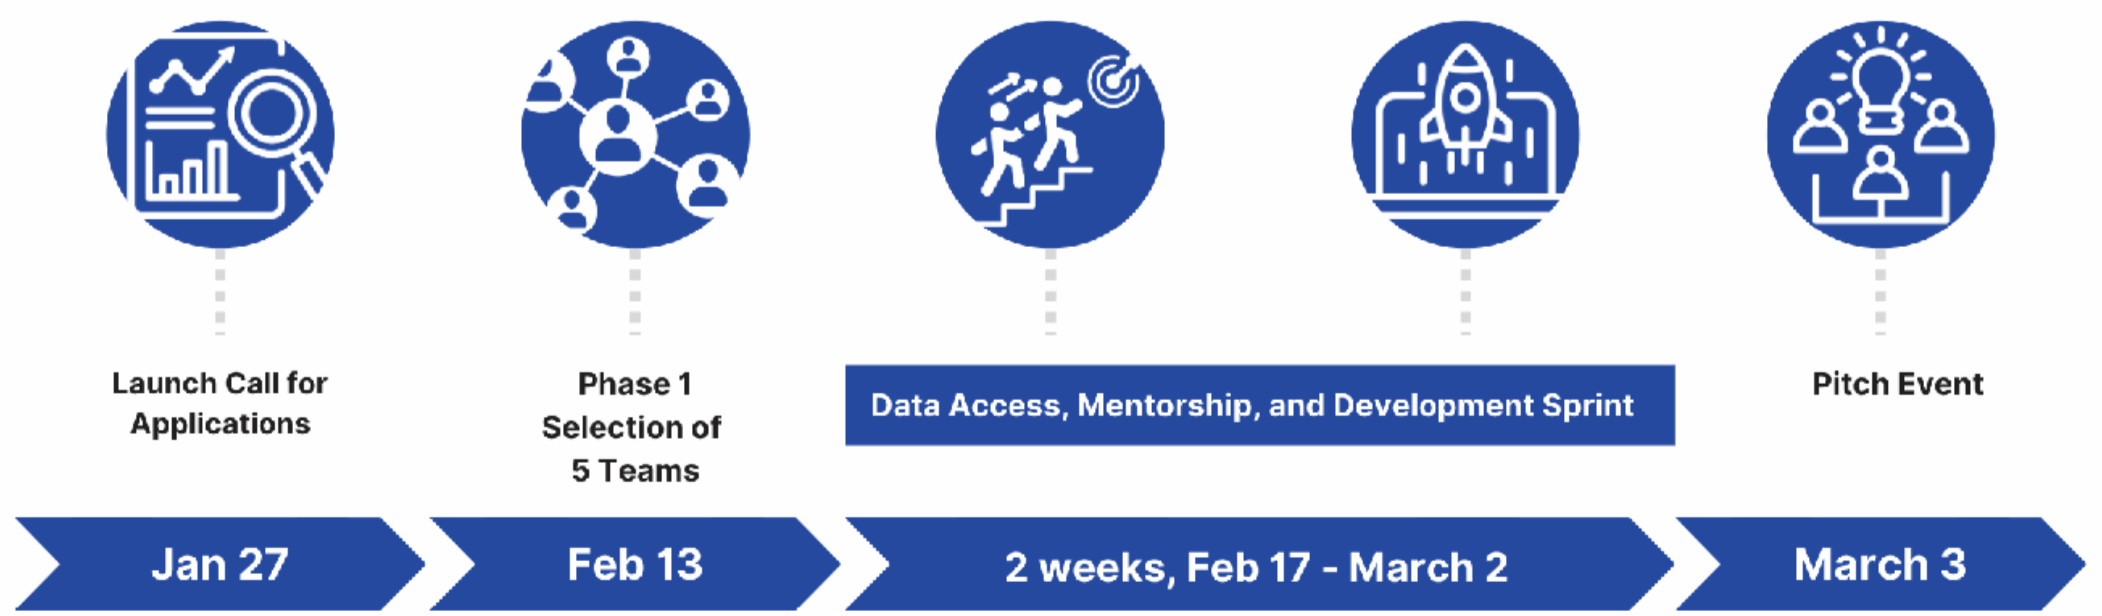 Launch Call for
Applications
Phase 1
Selection of
5 Teams
Data Access, Mentorship, and Development Sprint
Pitch Event
Jan 27
Feb 13
2 weeks, Feb 17 - March 2
March 3